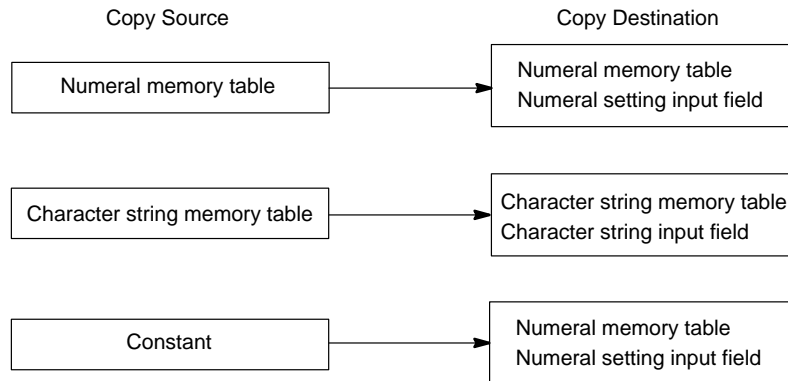 Copy Source
Copy Destination
Numeral memory table
Numeral memory table
Numeral setting input field
Character string memory table
Character string memory table
Character string input field
Constant
Numeral memory table
Numeral setting input field